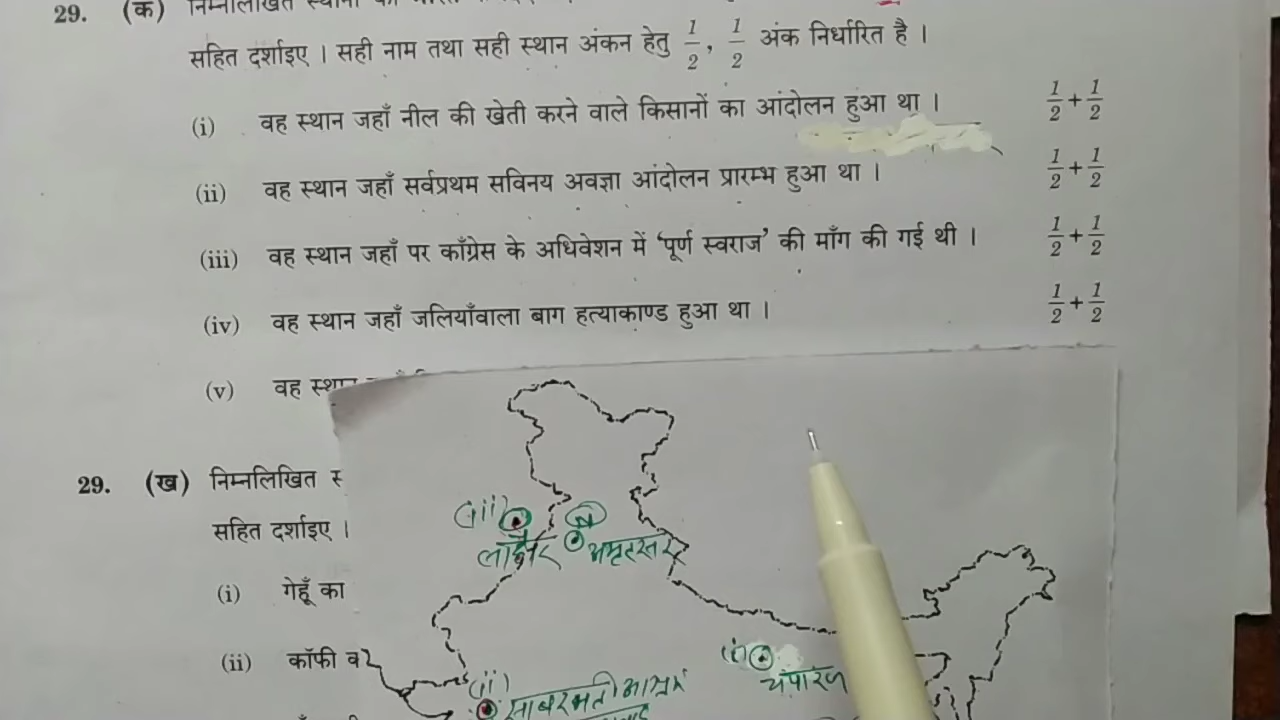 29. (क) निम्नलिखित स्थानों को
सहित दर्शाइए । सही नाम तथा सही स्थान अंकन हेतु 1/2, 1/2 अंक निर्धारित है ।
(i) वह स्थान जहाँ नील की खेती करने वाले किसानों का आंदोलन हुआ था । 1/2 + 1/2
(ii) वह स्थान जहाँ सर्वप्रथम सविनय अवज्ञा आंदोलन प्रारम्भ हुआ था । 1/2 + 1/2
(iii) वह स्थान जहाँ पर काँग्रेस के अधिवेशन में 'पूर्ण स्वराज' की माँग की गई थी । 1/2 + 1/2
(iv) वह स्थान जहाँ जलियाँवाला बाग हत्याकाण्ड हुआ था । 1/2 + 1/2
(v) वह स्थान
29. (ख) निम्नलिखित
सहित दर्शाइए ।
(iii) लाहौर अमृतसर
(i) गेहूँ का
(ii) कॉफी
(i) चंपारण
(ii) साबरमती आश्रम